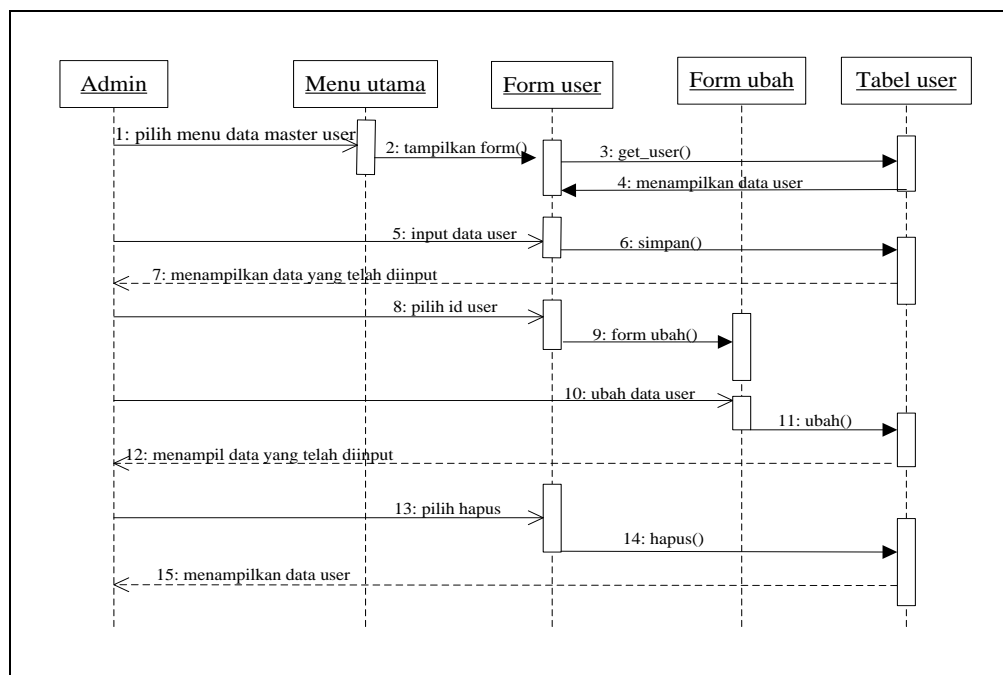 Admin
Menu utama
Form user
Form ubah
Tabel user
1: pilih menu data master user
2: tampilkan form()
3: get_user()
4: menampilkan data user
5: input data user
6: simpan()
7: menampilkan data yang telah diinput
8: pilih id user
9: form ubah()
10: ubah data user
11: ubah()
12: menampil data yang telah diinput
13: pilih hapus
14: hapus()
15: menampilkan data user